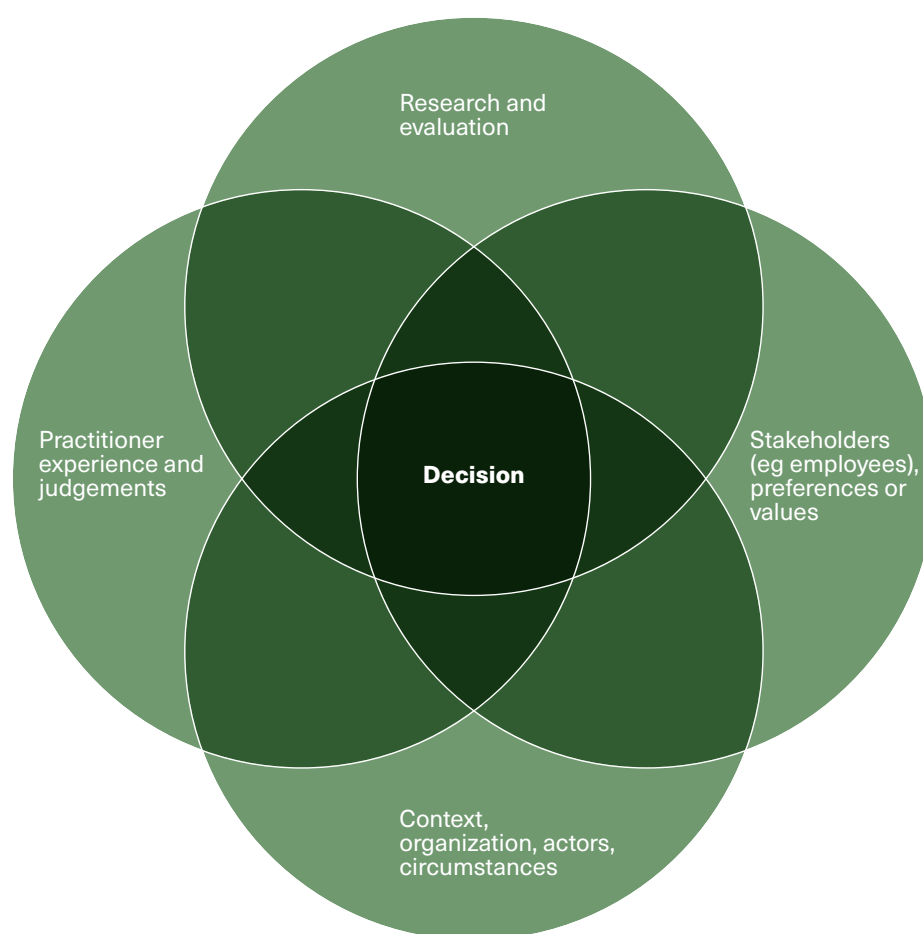 Research and
evaluation
Practitioner
experience and
judgements
Decision
Stakeholders
(eg employees),
preferences or
values
Context,
organization, actors,
circumstances